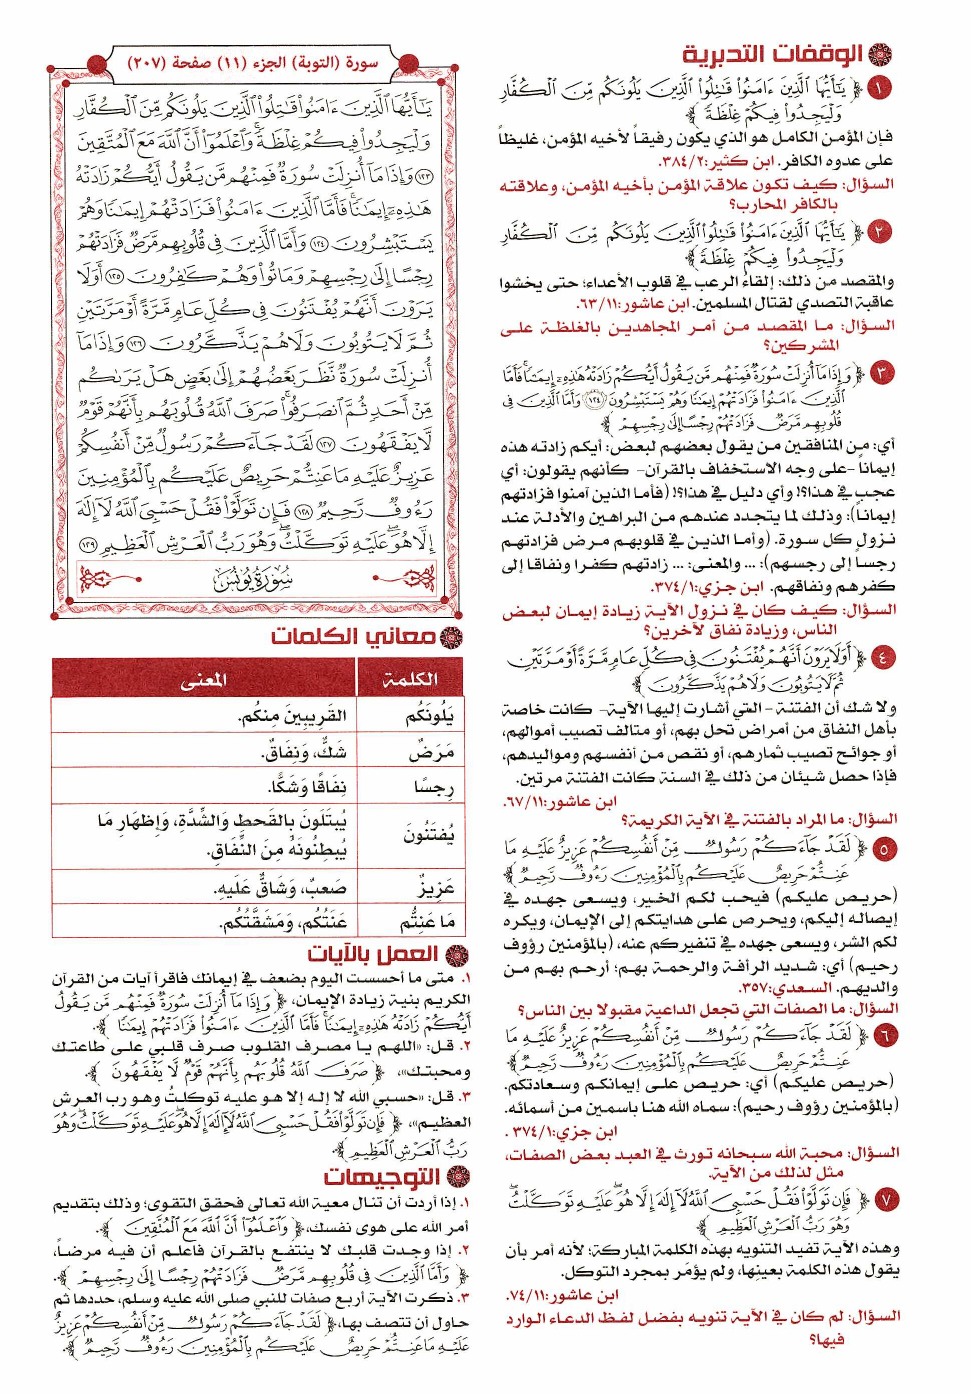 الوقفات التدبرية
١ ﴿ يَٰٓأَيُّهَا ٱلَّذِينَ ءَامَنُوا۟ قَٰتِلُوا۟ ٱلَّذِينَ يَلُونَكُم مِّنَ ٱلْكُفَّارِ
وَلْيَجِدُوا۟ فِيكُمْ غِلْظَةً ﴾
فإن المؤمن الكامل هو الذي يكون رفيقاً لأخيه المؤمن، غليظاً
على عدوه الكافر. ابن كثير:٣٨٤/٢.
السؤال: كيف تكون علاقة المؤمن بأخيه المؤمن، وعلاقته
بالكافر المحارب؟
٢ ﴿ يَٰٓأَيُّهَا ٱلَّذِينَ ءَامَنُوا۟ قَٰتِلُوا۟ ٱلَّذِينَ يَلُونَكُم مِّنَ ٱلْكُفَّارِ
وَلْيَجِدُوا۟ فِيكُمْ غِلْظَةً ﴾
والمقصد من ذلك: إلقاء الرعب في قلوب الأعداء؛ حتى يخشوا
عاقبة التصدي لقتال المسلمين. ابن عاشور:٦٣/١١.
السؤال: ما المقصد من أمر المجاهدين بالغلظة على
المشركين؟
٣ ﴿ وَإِذَا مَآ أُنزِلَتْ سُورَةٌ فَمِنْهُم مَّن يَقُولُ أَيُّكُمْ زَادَتْهُ هَٰذِهِۦٓ إِيمَٰنًا ۚ فَأَمَّا
ٱلَّذِينَ ءَامَنُوا۟ فَزَادَتْهُمْ إِيمَٰنًا وَهُمْ يَسْتَبْشِرُونَ ﴿١٢٤﴾ وَأَمَّا ٱلَّذِينَ فِى
قُلُوبِهِم مَّرَضٌ فَزَادَتْهُمْ رِجْسًا إِلَىٰ رِجْسِهِمْ ﴾
أي: من المنافقين من يقول بعضهم لبعض: أيكم زادته هذه
إيماناً -على وجه الاستخفاف بالقرآن- كأنهم يقولون: أي
عجب في هذا؟! وأي دليل في هذا؟! (فأما الذين آمنوا فزادتهم
إيماناً): وذلك لما يتجدد عندهم من البراهين والأدلة عند
نزول كل سورة. (وأما الذين في قلوبهم مرض فزادتهم
رجساً إلى رجسهم): ... والمعنى: ... زادتهم كفرا ونفاقا إلى
كفرهم ونفاقهم. ابن جزي:٣٧٤/١.
السؤال: كيف كان في نزول الآية زيادة إيمان لبعض
الناس، وزيادة نفاق لآخرين؟
٤ ﴿ أَوَلَا يَرَوْنَ أَنَّهُمْ يُفْتَنُونَ فِى كُلِّ عَامٍ مَّرَّةً أَوْ مَرَّتَيْنِ
ثُمَّ لَا يَتُوبُونَ وَلَا هُمْ يَذَّكَّرُونَ ﴾
ولا شك أن الفتنة - التي أشارت إليها الآية- كانت خاصة
بأهل النفاق من أمراض تحل بهم، أو متالف تصيب أموالهم،
أو جوائح تصيب ثمارهم، أو نقص من أنفسهم ومواليدهم،
فإذا حصل شيئان من ذلك في السنة كانت الفتنة مرتين.
ابن عاشور:٦٧/١١.
السؤال: ما المراد بالفتنة في الآية الكريمة؟
٥ ﴿ لَقَدْ جَآءَكُمْ رَسُولٌ مِّنْ أَنفُسِكُمْ عَزِيزٌ عَلَيْهِ مَا
عَنِتُّمْ حَرِيصٌ عَلَيْكُم بِٱلْمُؤْمِنِينَ رَءُوفٌ رَّحِيمٌ ﴾
(حريص عليكم) فيحب لكم الخير، ويسعى جهده في
إيصاله إليكم، ويحرص على هدايتكم إلى الإيمان، ويكره
لكم الشر، ويسعى جهده في تنفيركم عنه، (بالمؤمنين رؤوف
رحيم) أي: شديد الرأفة والرحمة بهم؛ أرحم بهم من
والديهم. السعدي:٣٥٧.
السؤال: ما الصفات التي تجعل الداعية مقبولا بين الناس؟
٦ ﴿ لَقَدْ جَآءَكُمْ رَسُولٌ مِّنْ أَنفُسِكُمْ عَزِيزٌ عَلَيْهِ مَا
عَنِتُّمْ حَرِيصٌ عَلَيْكُم بِٱلْمُؤْمِنِينَ رَءُوفٌ رَّحِيمٌ ﴾
(حريص عليكم) أي: حريص على إيمانكم وسعادتكم.
(بالمؤمنين رؤوف رحيم): سماه الله هنا باسمين من أسمائه.
ابن جزي:٣٧٤/١.
السؤال: محبة الله سبحانه تورث في العبد بعض الصفات،
مثل لذلك من الآية.
٧ ﴿ فَإِن تَوَلَّوْا۟ فَقُلْ حَسْبِىَ ٱللَّهُ لَآ إِلَٰهَ إِلَّا هُوَ ۖ عَلَيْهِ تَوَكَّلْتُ ۖ
وَهُوَ رَبُّ ٱلْعَرْشِ ٱلْعَظِيمِ ﴾
وهذه الآية تفيد التنويه بهذه الكلمة المباركة؛ لأنه أمر بأن
يقول هذه الكلمة بعينها، ولم يؤمَر بمجرد التوكل.
ابن عاشور:٧٤/١١.
السؤال: لم كان في الآية تنويه بفضل لفظ الدعاء الوارد
فيها؟
سورة (التوبة) الجزء (١١) صفحة (٢٠٧)
يَٰٓأَيُّهَا ٱلَّذِينَ ءَامَنُوا۟ قَٰتِلُوا۟ ٱلَّذِينَ يَلُونَكُم مِّنَ ٱلْكُفَّارِ
وَلْيَجِدُوا۟ فِيكُمْ غِلْظَةً ۚ وَٱعْلَمُوٓا۟ أَنَّ ٱللَّهَ مَعَ ٱلْمُتَّقِينَ
﴿١٢٣﴾ وَإِذَا مَآ أُنزِلَتْ سُورَةٌ فَمِنْهُم مَّن يَقُولُ أَيُّكُمْ زَادَتْهُ
هَٰذِهِۦٓ إِيمَٰنًا ۚ فَأَمَّا ٱلَّذِينَ ءَامَنُوا۟ فَزَادَتْهُمْ إِيمَٰنًا وَهُمْ
يَسْتَبْشِرُونَ ﴿١٢٤﴾ وَأَمَّا ٱلَّذِينَ فِى قُلُوبِهِم مَّرَضٌ فَزَادَتْهُمْ
رِجْسًا إِلَىٰ رِجْسِهِمْ وَمَاتُوا۟ وَهُمْ كَٰفِرُونَ ﴿١٢٥﴾ أَوَلَا
يَرَوْنَ أَنَّهُمْ يُفْتَنُونَ فِى كُلِّ عَامٍ مَّرَّةً أَوْ مَرَّتَيْنِ
ثُمَّ لَا يَتُوبُونَ وَلَا هُمْ يَذَّكَّرُونَ ﴿١٢٦﴾ وَإِذَا مَآ
أُنزِلَتْ سُورَةٌ نَّظَرَ بَعْضُهُمْ إِلَىٰ بَعْضٍ هَلْ يَرَىٰكُم
مِّنْ أَحَدٍ ثُمَّ ٱنصَرَفُوا۟ ۚ صَرَفَ ٱللَّهُ قُلُوبَهُم بِأَنَّهُمْ قَوْمٌ
لَّا يَفْقَهُونَ ﴿١٢٧﴾ لَقَدْ جَآءَكُمْ رَسُولٌ مِّنْ أَنفُسِكُمْ
عَزِيزٌ عَلَيْهِ مَا عَنِتُّمْ حَرِيصٌ عَلَيْكُم بِٱلْمُؤْمِنِينَ
رَءُوفٌ رَّحِيمٌ ﴿١٢٨﴾ فَإِن تَوَلَّوْا۟ فَقُلْ حَسْبِىَ ٱللَّهُ لَآ إِلَٰهَ
إِلَّا هُوَ ۖ عَلَيْهِ تَوَكَّلْتُ ۖ وَهُوَ رَبُّ ٱلْعَرْشِ ٱلْعَظِيمِ ﴿١٢٩﴾
سُورَةُ يُونُسَ
معاني الكلمات
الكلمة المعنى
يَلُونَكُم القَرِيبِينَ مِنكُم.
مَرَضٌ شَكٌّ، وَنِفَاقٌ.
رِجسًا نِفَاقًا وَشَكًّا.
يُفتَنُونَ يُبتَلَونَ بِالقَحطِ وَالشِّدَّةِ، وَإِظهَارِ مَا
يُبطِنُونَهُ مِنَ النِّفَاقِ.
عَزِيزٌ صَعبٌ، وَشَاقٌّ عَلَيهِ.
مَا عَنِتُّم عَنَتُكُم، وَمَشَقَّتُكُم.
العمل بالآيات
١. متى ما أحسست اليوم بضعف في إيمانك فاقرأ آيات من القرآن
الكريم بنية زيادة الإيمان، ﴿ وَإِذَا مَآ أُنزِلَتْ سُورَةٌ فَمِنْهُم مَّن يَقُولُ
أَيُّكُمْ زَادَتْهُ هَٰذِهِۦٓ إِيمَٰنًا ۚ فَأَمَّا ٱلَّذِينَ ءَامَنُوا۟ فَزَادَتْهُمْ إِيمَٰنًا ﴾.
٢. قل: «اللهم يا مصرف القلوب صرف قلبي على طاعتك
ومحبتك»، ﴿ صَرَفَ ٱللَّهُ قُلُوبَهُم بِأَنَّهُمْ قَوْمٌ لَّا يَفْقَهُونَ ﴾.
٣. قل: «حسبي الله لا إله إلا هو عليه توكلتُ وهو رب العرش
العظيم»، ﴿ فَإِن تَوَلَّوْا۟ فَقُلْ حَسْبِىَ ٱللَّهُ لَآ إِلَٰهَ إِلَّا هُوَ ۖ عَلَيْهِ تَوَكَّلْتُ ۖ وَهُوَ
رَبُّ ٱلْعَرْشِ ٱلْعَظِيمِ ﴾.
التوجيهات
١. إذا أردت أن تنال معية الله تعالى فحقق التقوى؛ وذلك بتقديم
أمر الله على هوى نفسك، ﴿ وَٱعْلَمُوٓا۟ أَنَّ ٱللَّهَ مَعَ ٱلْمُتَّقِينَ ﴾.
٢. إذا وجدت قلبك لا ينتفع بالقرآن فاعلم أن فيه مرضاً،
﴿ وَأَمَّا ٱلَّذِينَ فِى قُلُوبِهِم مَّرَضٌ فَزَادَتْهُمْ رِجْسًا إِلَىٰ رِجْسِهِمْ ﴾.
٣. ذكرت الآية أربع صفات للنبي صلى الله عليه وسلم، حددها ثم
حاول أن تتصف بها، ﴿ لَقَدْ جَآءَكُمْ رَسُولٌ مِّنْ أَنفُسِكُمْ عَزِيزٌ
عَلَيْهِ مَا عَنِتُّمْ حَرِيصٌ عَلَيْكُم بِٱلْمُؤْمِنِينَ رَءُوفٌ رَّحِيمٌ ﴾.